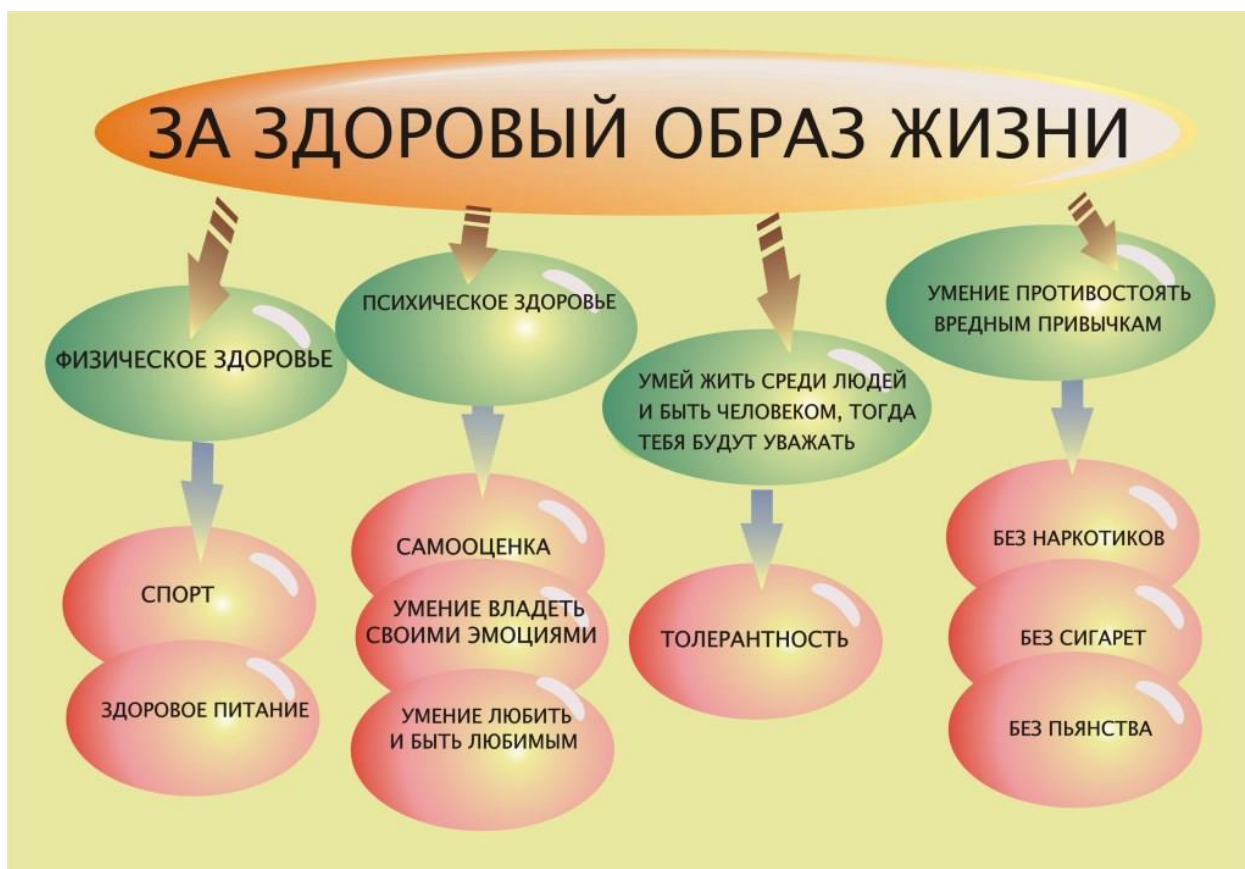 ЗА ЗДОРОВЫЙ ОБРАЗ ЖИЗНИ
ФИЗИЧЕСКОЕ ЗДОРОВЬЕ
СПОРТ
ЗДОРОВОЕ ПИТАНИЕ
ПСИХИЧЕСКОЕ ЗДОРОВЬЕ
САМООЦЕНКА
УМЕНИЕ ВЛАДЕТЬ
СВОИМИ ЭМОЦИЯМИ
УМЕНИЕ ЛЮБИТЬ
И БЫТЬ ЛЮБИМЫМ
УМЕЙ ЖИТЬ СРЕДИ ЛЮДЕЙ
И БЫТЬ ЧЕЛОВЕКОМ, ТОГДА
ТЕБЯ БУДУТ УВАЖАТЬ
ТОЛЕРАНТНОСТЬ
УМЕНИЕ ПРОТИВОСТОЯТЬ
ВРЕДНЫМ ПРИВЫЧКАМ
БЕЗ НАРКОТИКОВ
БЕЗ СИГАРЕТ
БЕЗ ПЬЯНСТВА